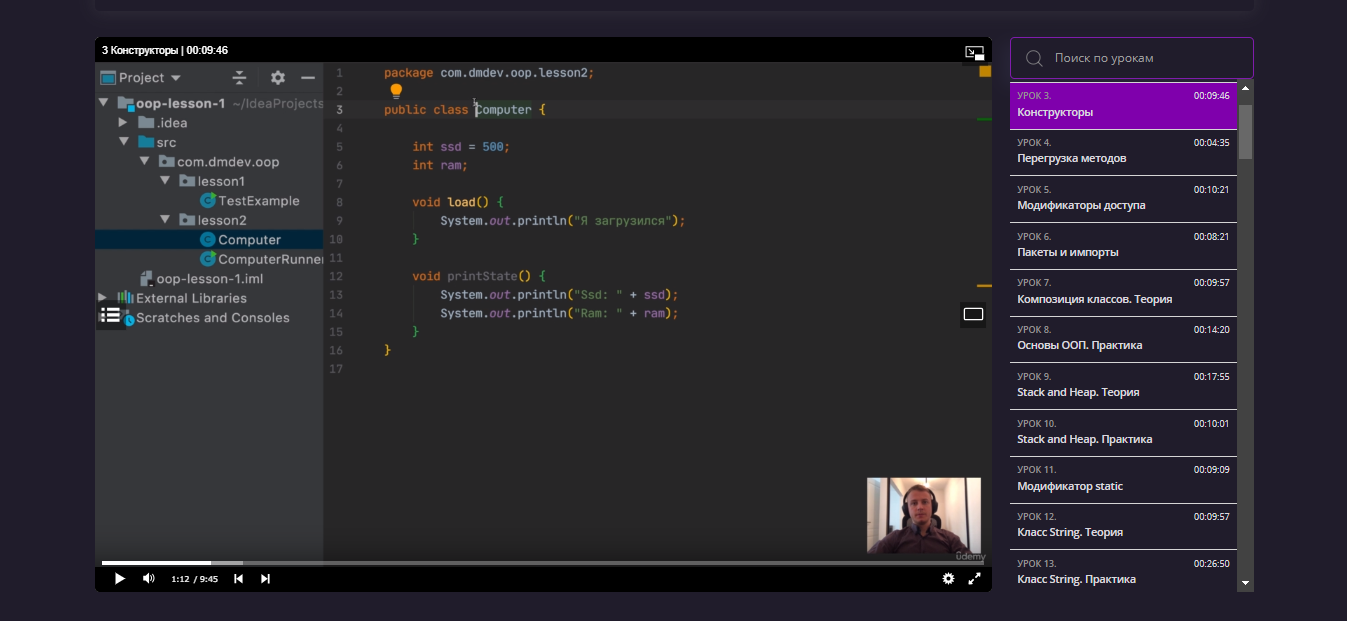 3 Конструкторы | 00:09:46
Project
oop-lesson-1 ~/IdeaProjects
.idea
src
com.dmdev.oop
lesson1
TestExample
lesson2
Computer
ComputerRunner
oop-lesson-1.iml
External Libraries
Scratches and Consoles
1 package com.dmdev.oop.lesson2;
2
3 public class Computer {
4
5 int ssd = 500;
6 int ram;
7
8 void load() {
9 System.out.println("Я загрузился");
10 }
11
12 void printState() {
13 System.out.println("Ssd: " + ssd);
14 System.out.println("Ram: " + ram);
15 }
16 }
17
udemy
1:12 / 9:45
Поиск по урокам
УРОК 3. 00:09:46
Конструкторы
УРОК 4. 00:04:35
Перегрузка методов
УРОК 5. 00:10:21
Модификаторы доступа
УРОК 6. 00:08:21
Пакеты и импорты
УРОК 7. 00:09:57
Композиция классов. Теория
УРОК 8. 00:14:20
Основы ООП. Практика
УРОК 9. 00:17:55
Stack and Heap. Теория
УРОК 10. 00:10:01
Stack and Heap. Практика
УРОК 11. 00:09:09
Модификатор static
УРОК 12. 00:09:57
Класс String. Теория
УРОК 13. 00:26:50
Класс String. Практика